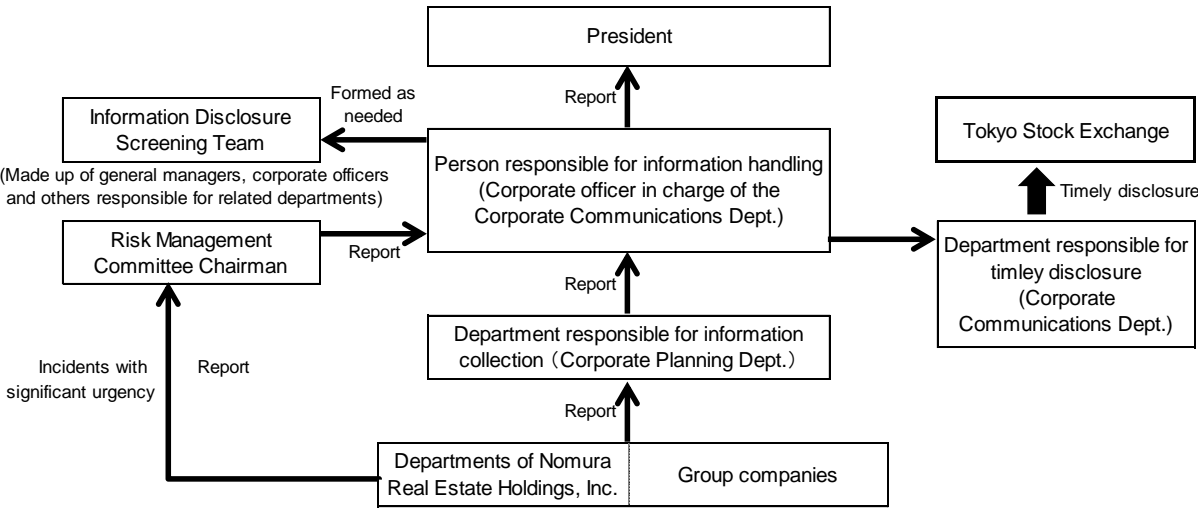 President
Report
Formed as
needed
Information Disclosure
Screening Team
(Made up of general managers, corporate officers
and others responsible for related departments)
Person responsible for information handling
(Corporate officer in charge of the
Corporate Communications Dept.)
Tokyo Stock Exchange
Timely disclosure
Risk Management
Committee Chairman
Report
Department responsible for
timley disclosure
(Corporate
Communications Dept.)
Report
Department responsible for information
collection（Corporate Planning Dept.）
Incidents with
significant urgency
Report
Report
Departments of Nomura
Real Estate Holdings, Inc.
Group companies